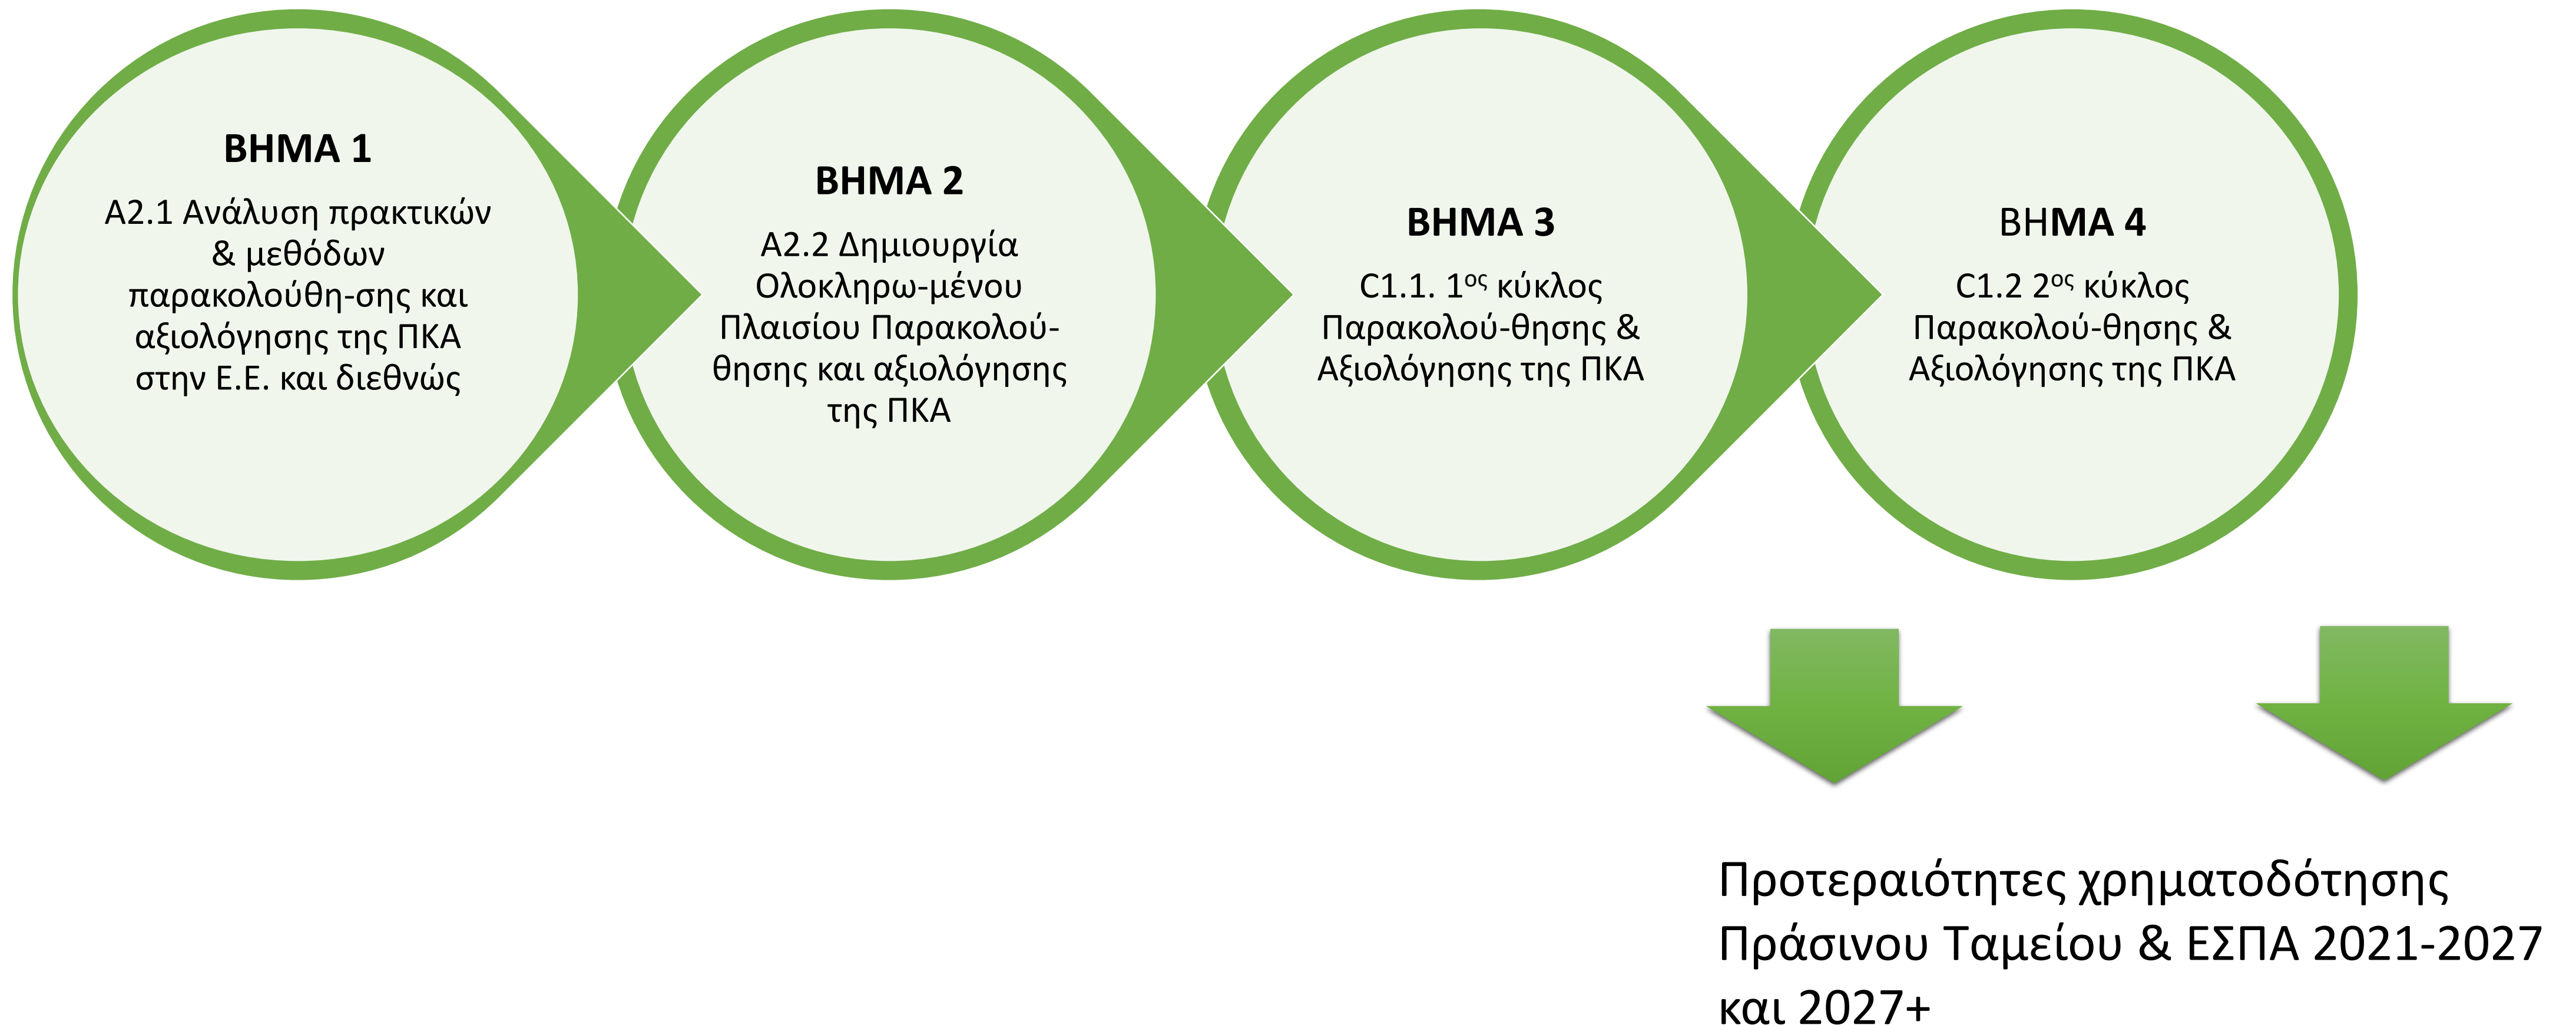 ΒΗΜΑ 1
A2.1 Ανάλυση πρακτικών
& μεθόδων
παρακολούθη-σης και
αξιολόγησης της ΠΚΑ
στην Ε.Ε. και διεθνώς
ΒΗΜΑ 2
A2.2 Δημιουργία
Ολοκληρω-μένου
Πλαισίου Παρακολού-
θησης και αξιολόγησης
της ΠΚΑ
ΒΗΜΑ 3
C1.1. 1ος κύκλος
Παρακολού-θησης &
Αξιολόγησης της ΠΚΑ
ΒΗΜΑ 4
C1.2 2ος κύκλος
Παρακολού-θησης &
Αξιολόγησης της ΠΚΑ
Προτεραιότητες χρηματοδότησης
Πράσινου Ταμείου & ΕΣΠΑ 2021-2027
και 2027+